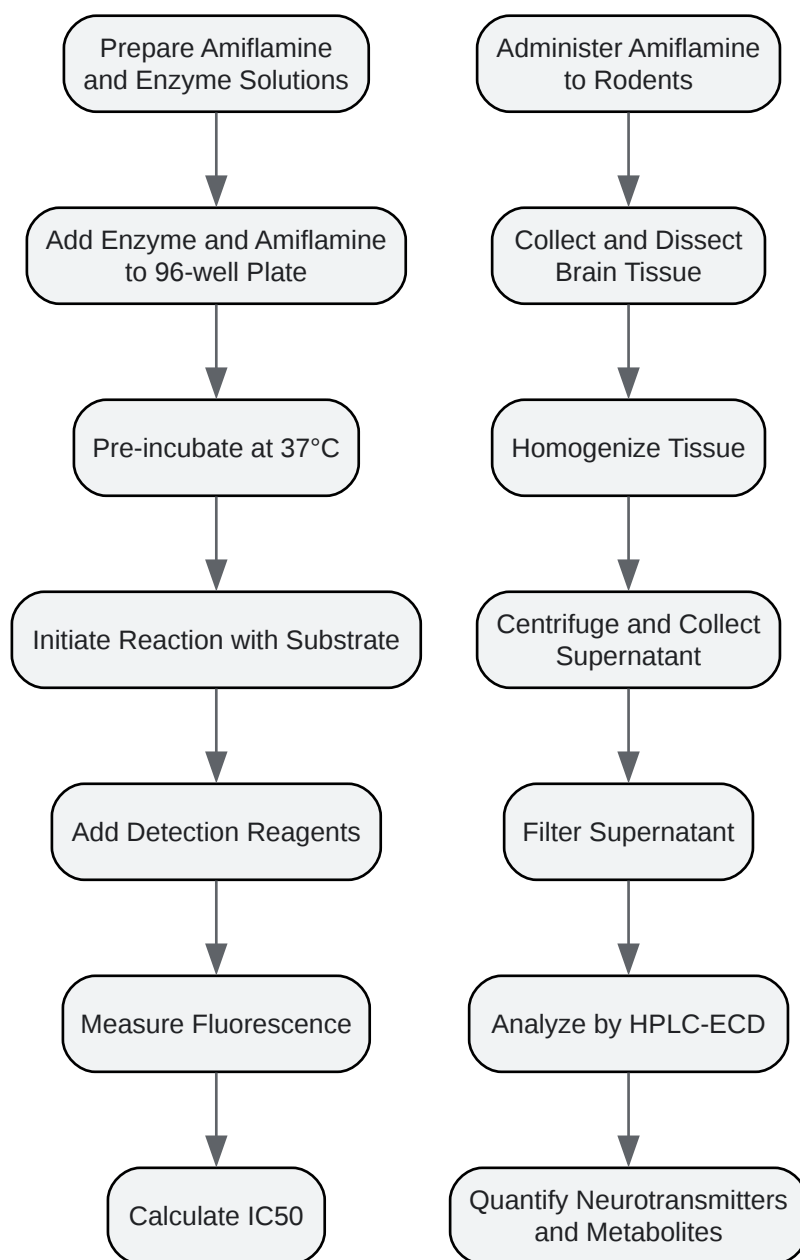 Prepare Amiflamine
and Enzyme Solutions
Add Enzyme and Amiflamine
to 96-well Plate
Pre-incubate at 37°C
Initiate Reaction with Substrate
Add Detection Reagents
Measure Fluorescence
Calculate IC50
Administer Amiflamine
to Rodents
Collect and Dissect
Brain Tissue
Homogenize Tissue
Centrifuge and Collect
Supernatant
Filter Supernatant
Analyze by HPLC-ECD
Quantify Neurotransmitters
and Metabolites